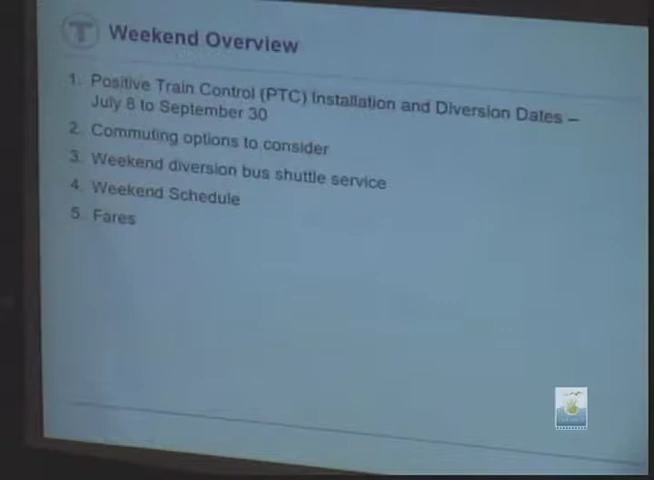 T Weekend Overview
1. Positive Train Control (PTC) Installation and Diversion Dates –
July 8 to September 30
2. Commuting options to consider
3. Weekend diversion bus shuttle service
4. Weekend Schedule
5. Fares